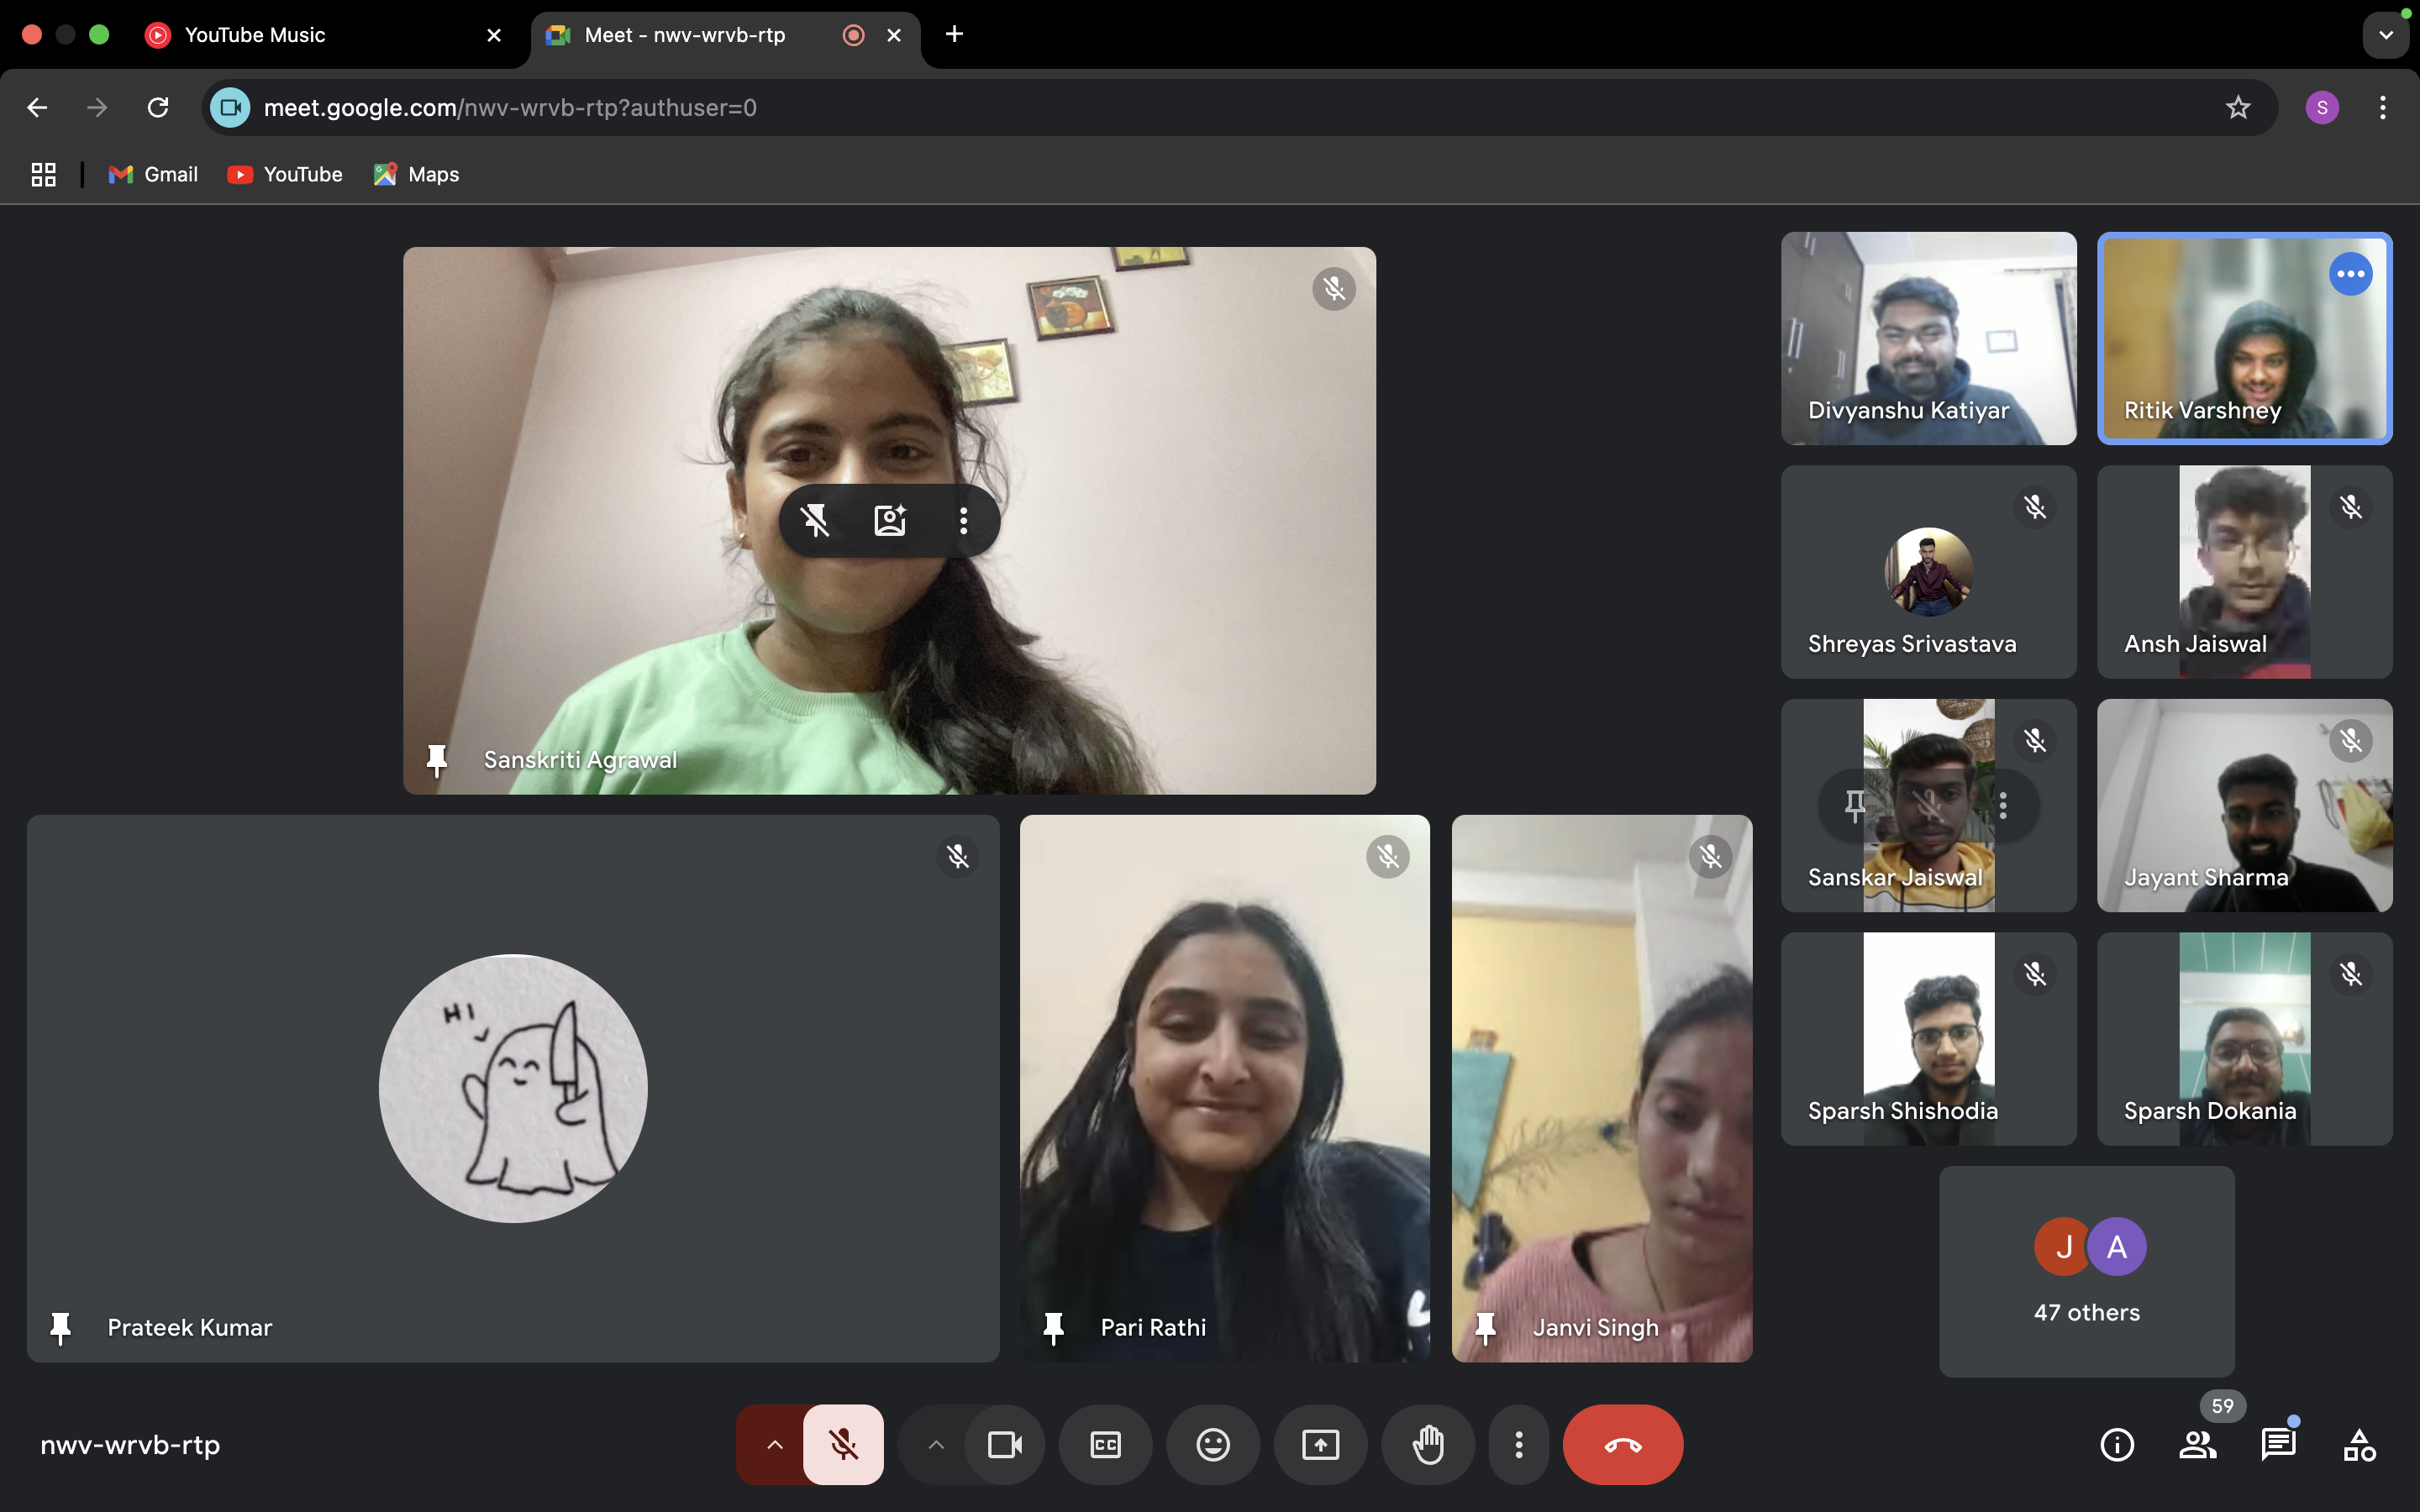 YouTube Music
Meet - nwv-wrvb-rtp
meet.google.com/nwv-wrvb-rtp?authuser=0
S
Gmail
YouTube
Maps
Sanskriti Agrawal
Divyanshu Katiyar
Ritik Varshney
Shreyas Srivastava
Ansh Jaiswal
Sanskar Jaiswal
Jayant Sharma
HI
Prateek Kumar
Pari Rathi
Janvi Singh
Sparsh Shishodia
Sparsh Dokania
J A
47 others
nwv-wrvb-rtp
CC
59